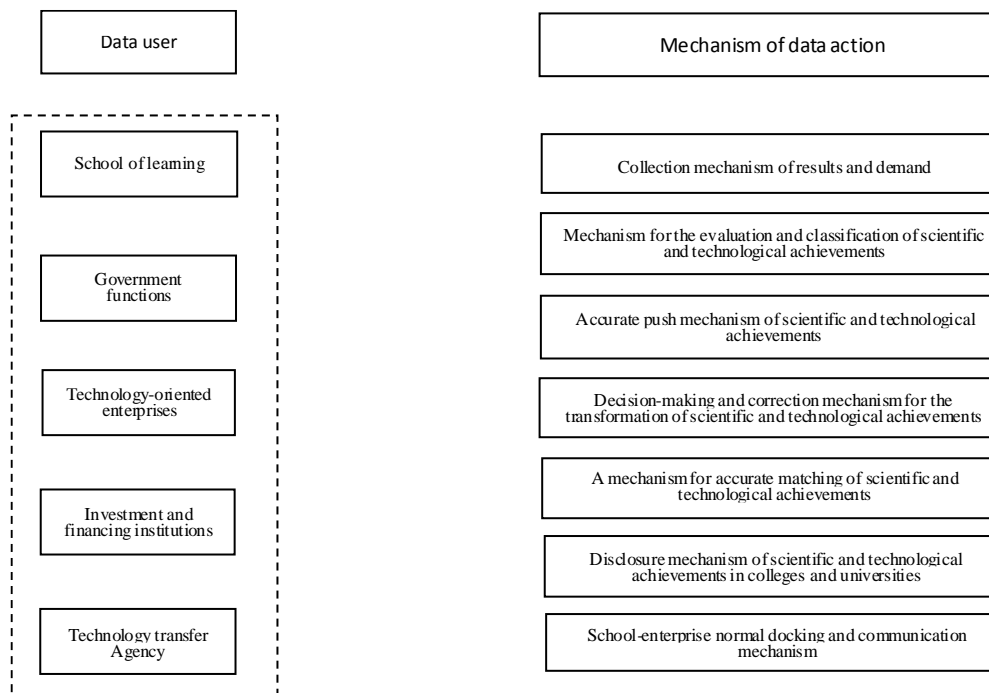 Data user
Mechanism of data action
School of learning
Collection mechanism of results and demand
Mechanism for the evaluation and classification of scientific
and technological achievements
Government
functions
Accurate push mechanism of scientific and technological
achievements
Technology-oriented
enterprises
Decision-making and correction mechanism for the
transformation of scientific and technological achievements
A mechanism for accurate matching of scientific and
technological achievements
Investment and
financing institutions
Disclosure mechanism of scientific and technological
achievements in colleges and universities
Technology transfer
Agency
School-enterprise normal docking and communication
mechanism